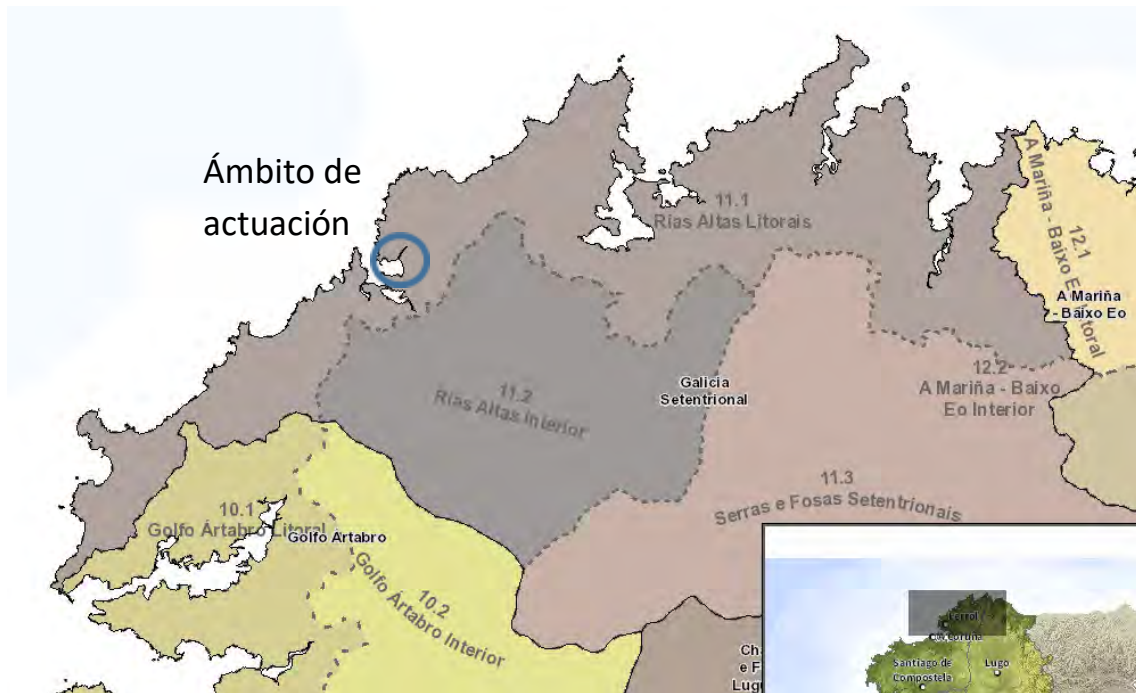 Ámbito de
actuación
11.1
Rías Altas Litorais
12.1
A Mariña - Baixo Eo Litoral
A Mariña
- Baixo Eo
11.2
Rías Altas Interior
Galicia
Setentrional
12.2
A Mariña - Baixo
Eo Interior
11.3
Serras e Fosas Setentrionais
10.1
Golfo Ártabro Litoral
Golfo Ártabro
10.2
Golfo Ártabro Interior
Ferrol
Santiago de
Compostela
Lugo